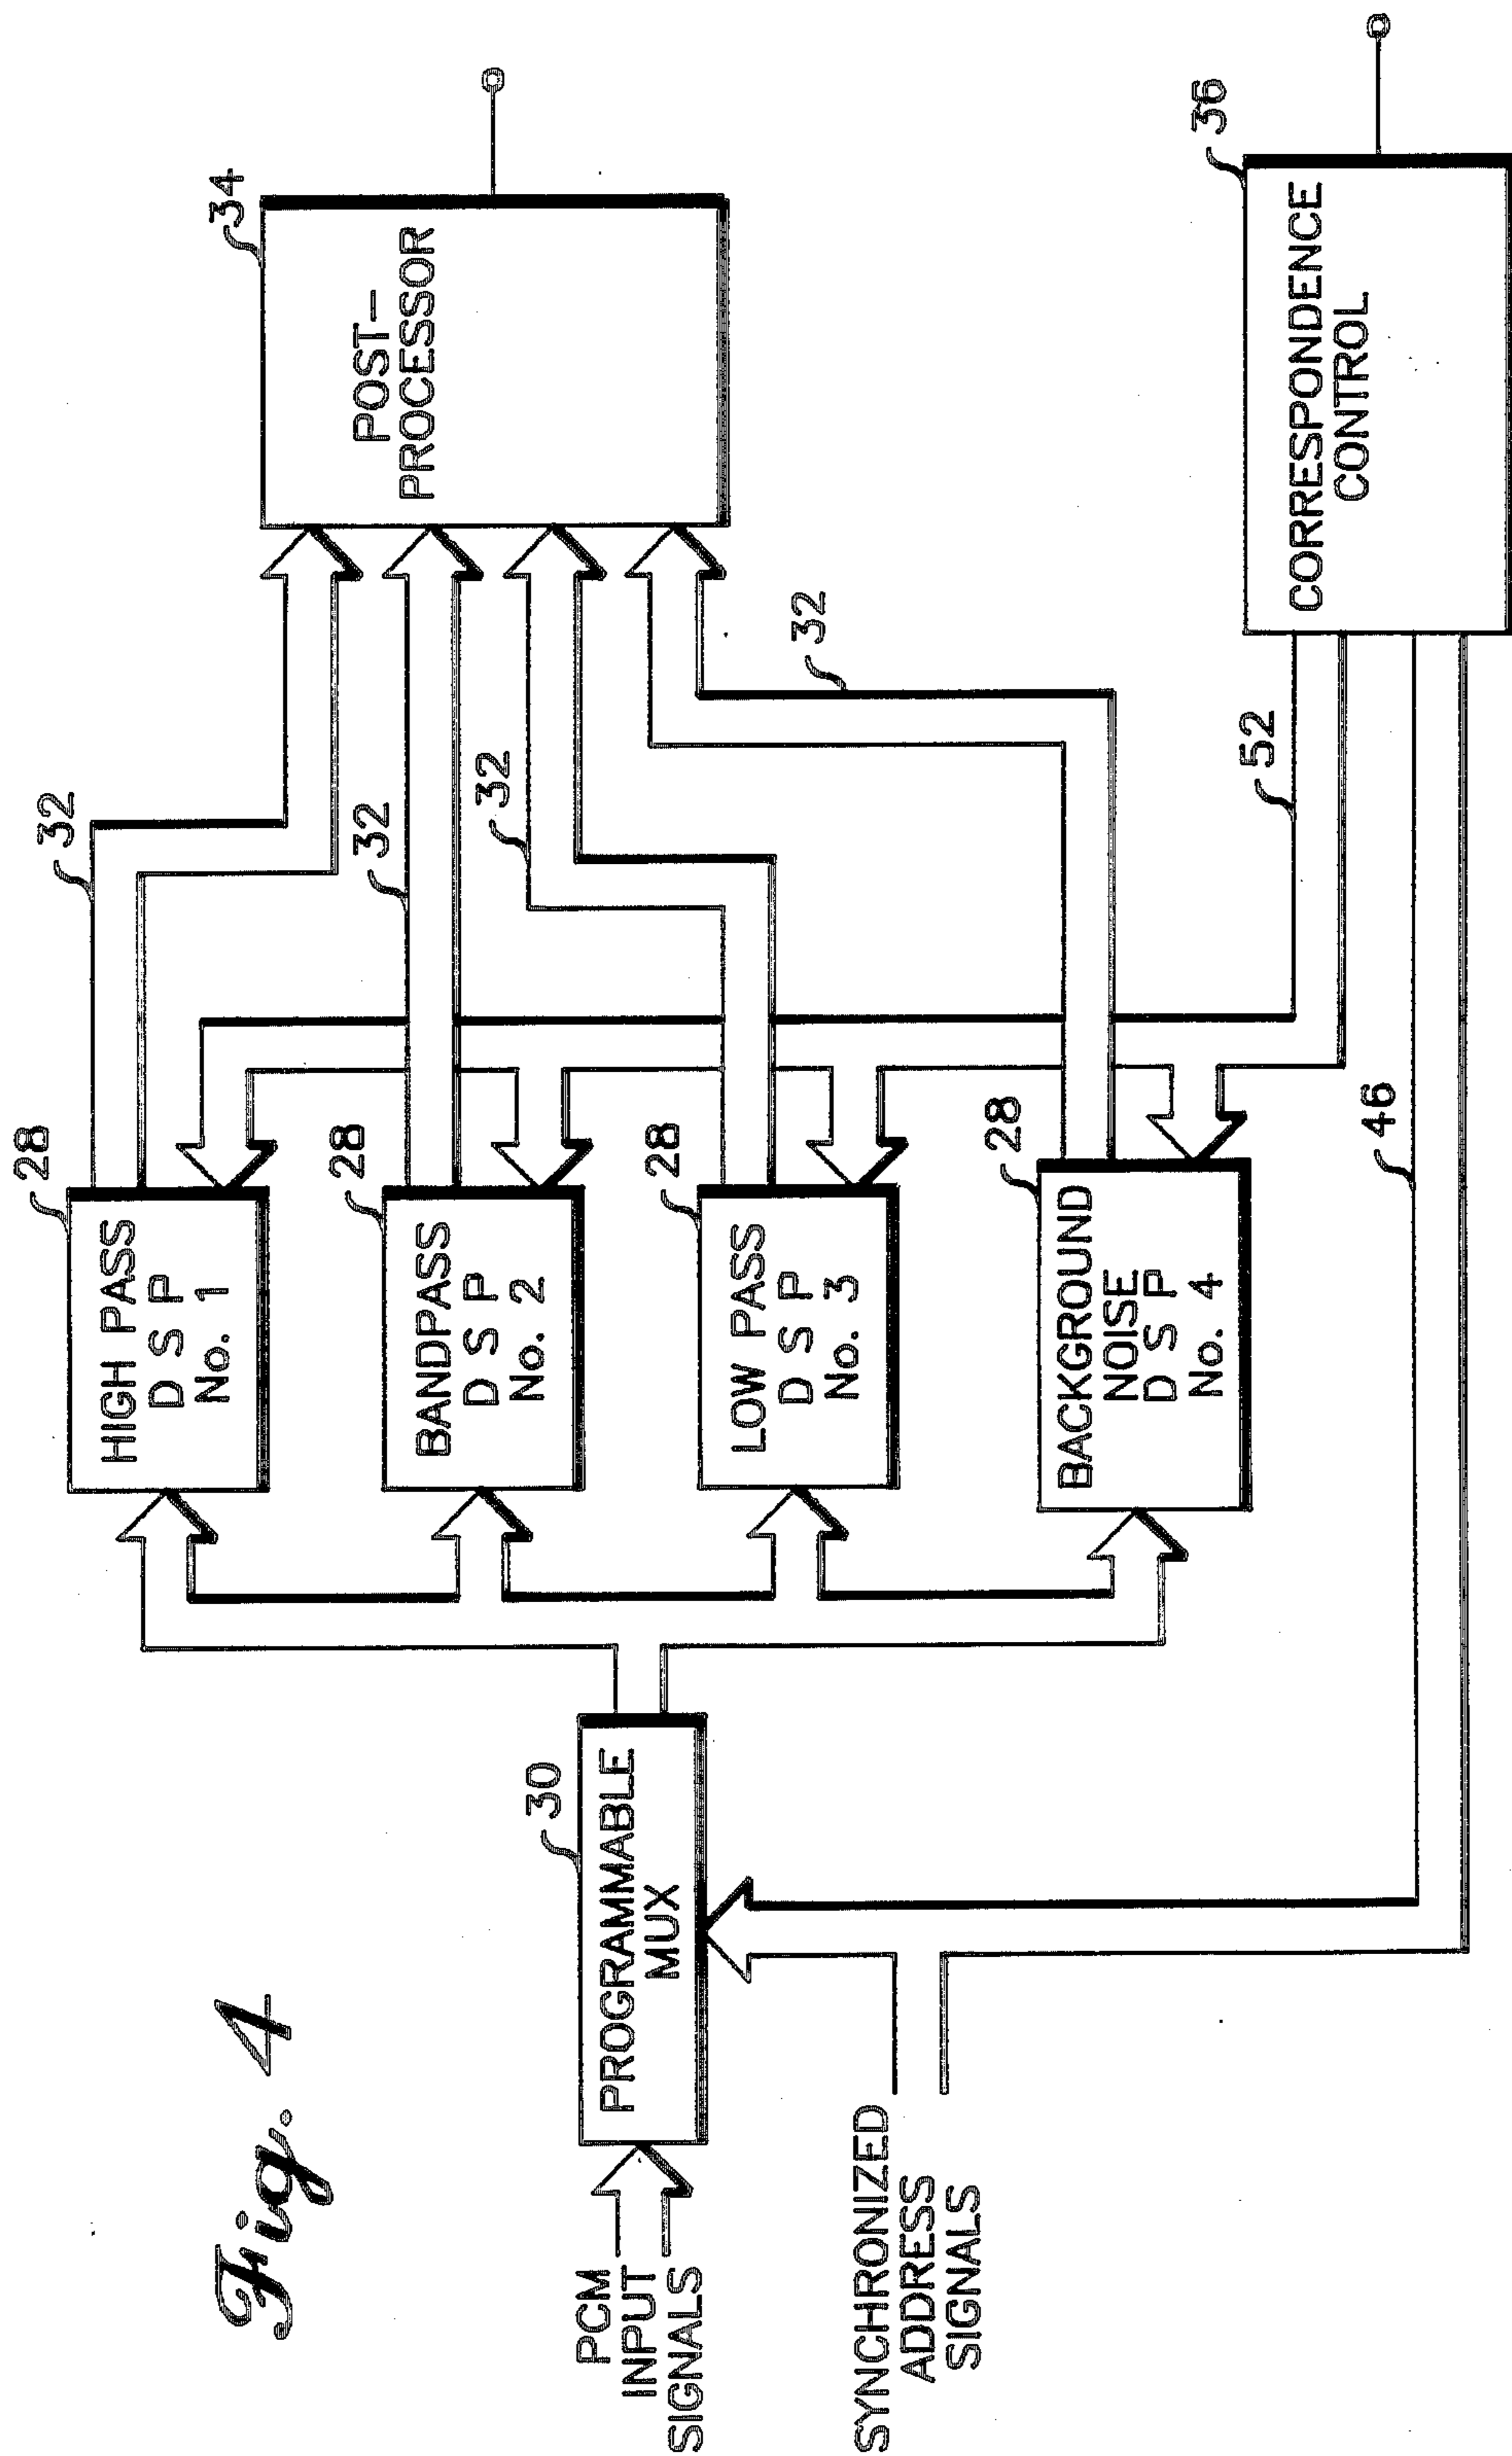 Fig. 4
PCM
INPUT
SIGNALS
SYNCHRONIZED
ADDRESS
SIGNALS
30
PROGRAMMABLE
MUX
28
HIGH PASS
D S P
No. 1
28
BANDPASS
D S P
No. 2
28
LOW PASS
D S P
No. 3
28
BACKGROUND
NOISE
D S P
No. 4
32
32
32
32
34
POST-
PROCESSOR
52
46
36
CORRESPONDENCE
CONTROL